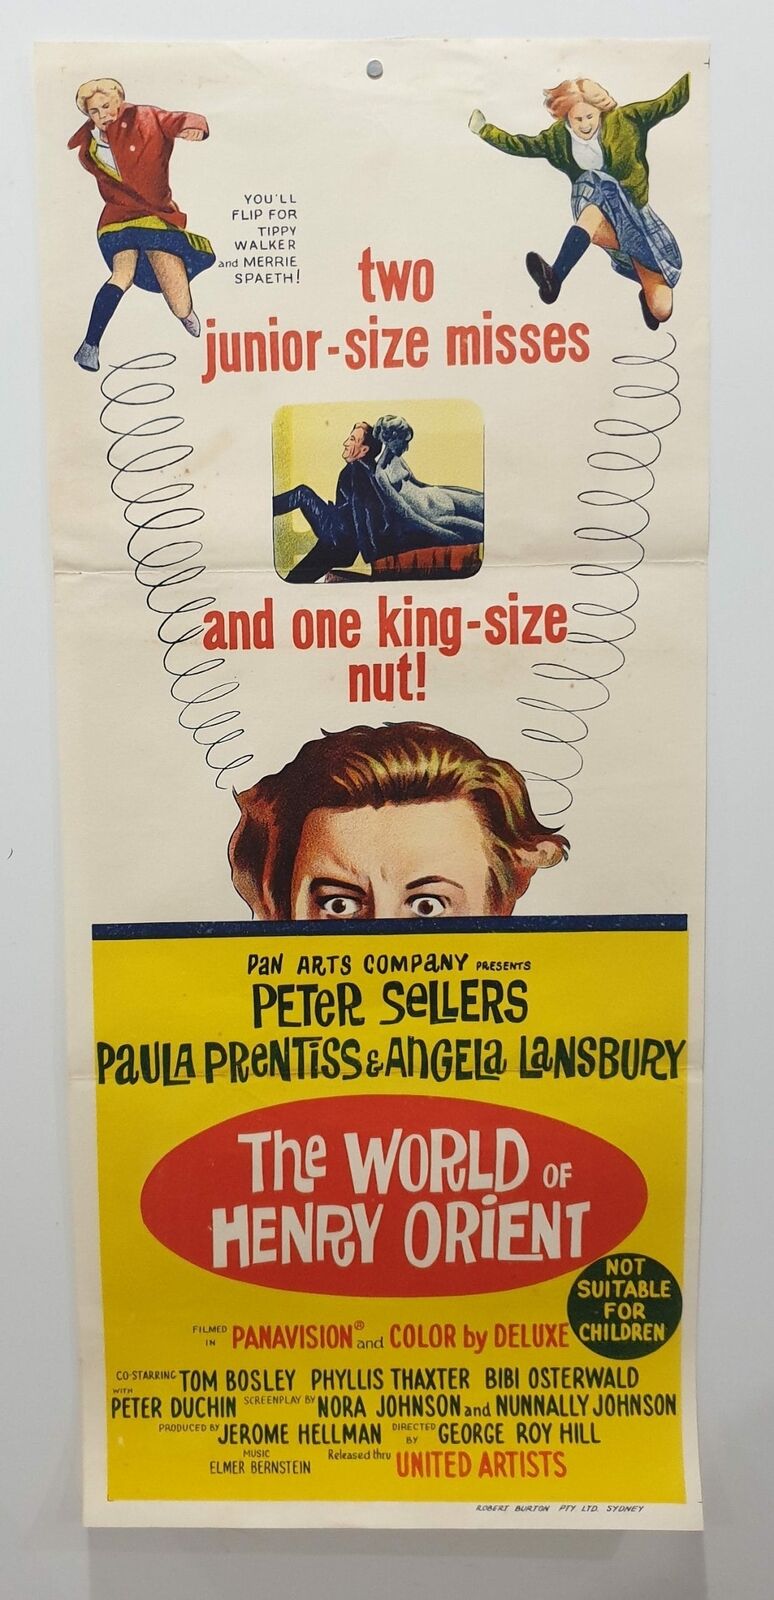 YOU'LL
FLIP FOR
TIPPY
WALKER
and MERRIE
SPAETH!
two
junior-size misses
and one king-size
nut!
PAN ARTS COMPANY PRESENTS
PETER SELLERS
PAULA PRENTISS & ANGELA LANSBURY
THE WORLD OF
HENRY ORIENT
NOT
SUITABLE
FOR
CHILDREN
FILMED IN PANAVISION® and COLOR by DELUXE
CO-STARRING TOM BOSLEY PHYLLIS THAXTER BIBI OSTERWALD
WITH PETER DUCHIN SCREENPLAY BY NORA JOHNSON and NUNNALLY JOHNSON
PRODUCED BY JEROME HELLMAN DIRECTED BY GEORGE ROY HILL
MUSIC ELMER BERNSTEIN Released thru UNITED ARTISTS
ROBERT BURTON PTY LTD. SYDNEY